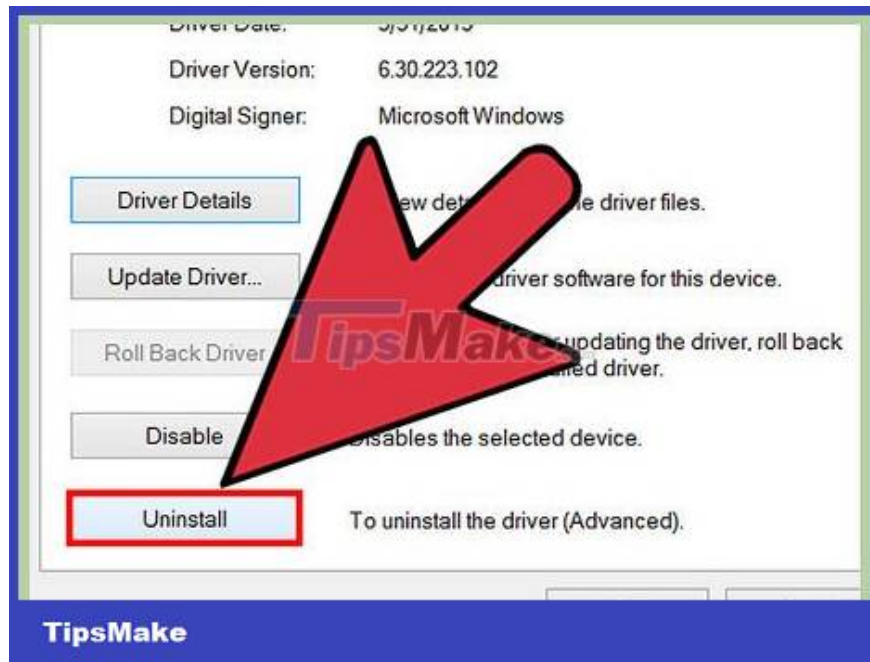 Driver Date:
Driver Version: 6.30.223.102
Digital Signer: Microsoft Windows
Driver Details
driver files.
Update Driver...
driver software for this device.
Roll Back Driver
updating the driver, roll back
driver.
Disable
Disables the selected device.
Uninstall
To uninstall the driver (Advanced).
TipsMake
TipsMake